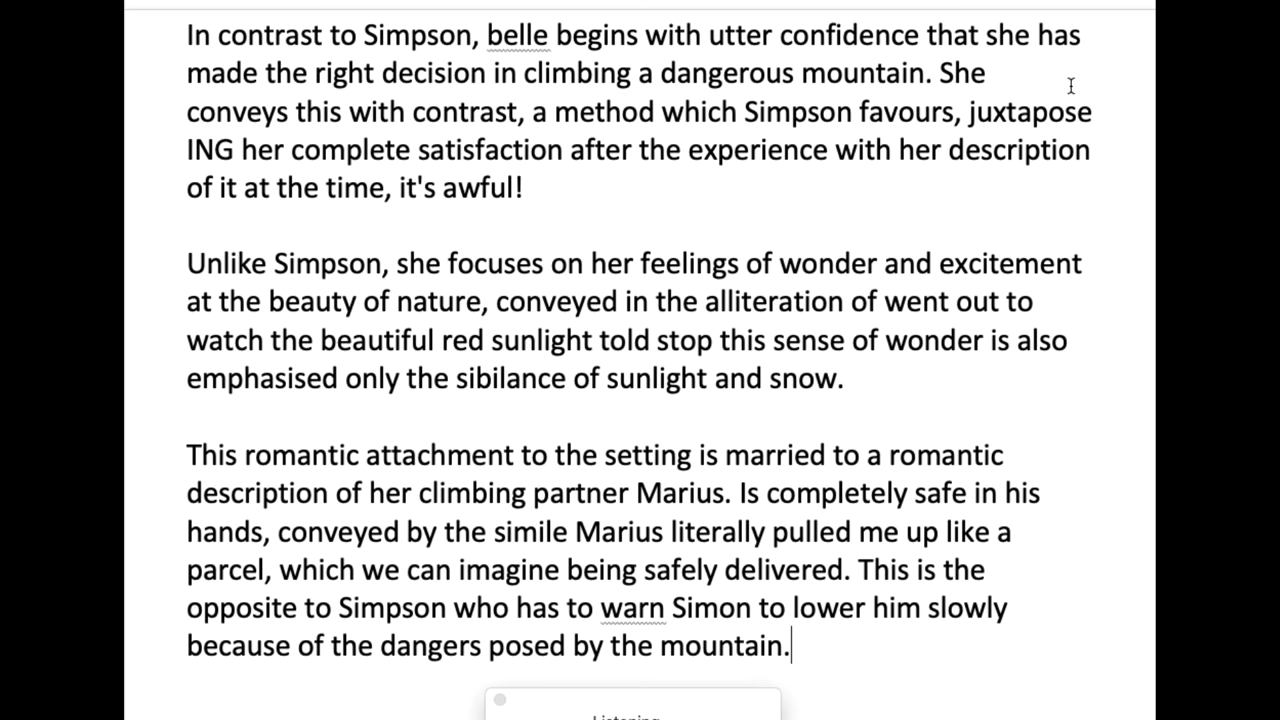 In contrast to Simpson, belle begins with utter confidence that she has
made the right decision in climbing a dangerous mountain. She
conveys this with contrast, a method which Simpson favours, juxtapose
ING her complete satisfaction after the experience with her description
of it at the time, it's awful!
Unlike Simpson, she focuses on her feelings of wonder and excitement
at the beauty of nature, conveyed in the alliteration of went out to
watch the beautiful red sunlight told stop this sense of wonder is also
emphasised only the sibilance of sunlight and snow.
This romantic attachment to the setting is married to a romantic
description of her climbing partner Marius. Is completely safe in his
hands, conveyed by the simile Marius literally pulled me up like a
parcel, which we can imagine being safely delivered. This is the
opposite to Simpson who has to warn Simon to lower him slowly
because of the dangers posed by the mountain.